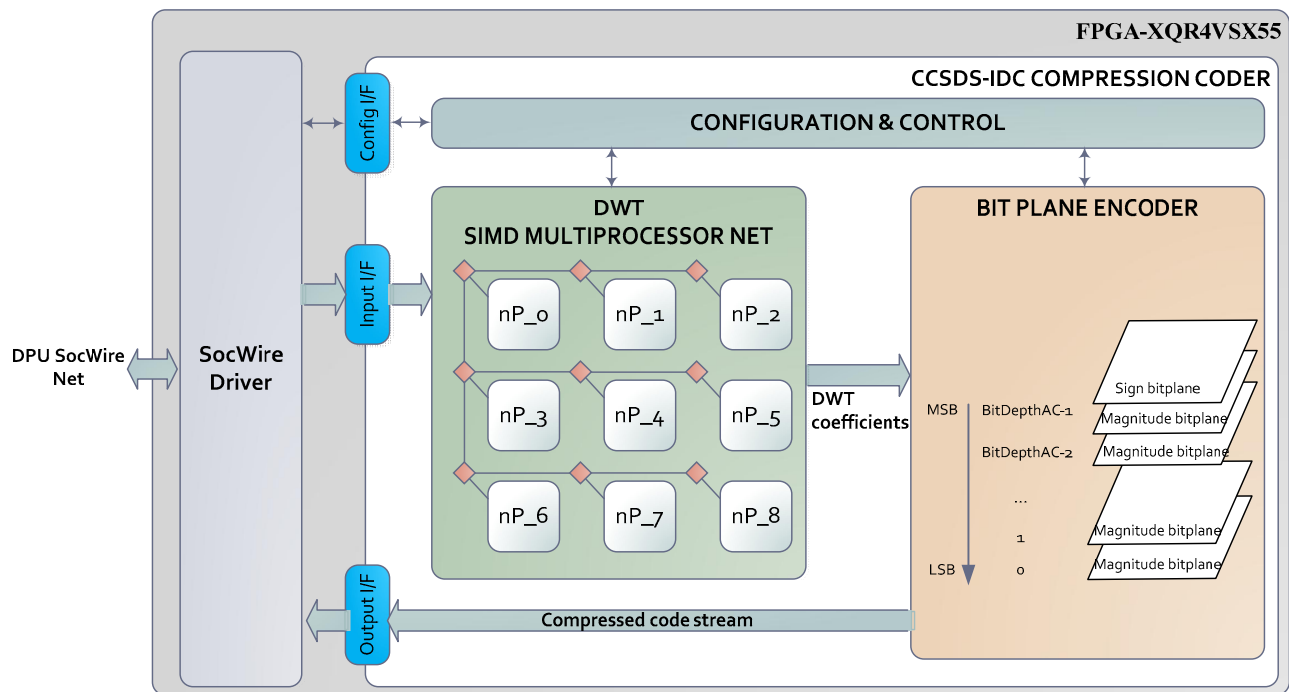 FPGA-XQR4VSX55
CCSDS-IDC COMPRESSION CODER
Config I/F
CONFIGURATION & CONTROL
DWT
SIMD MULTIPROCESSOR NET
BIT PLANE ENCODER
Input I/F
nP_0
nP_1
nP_2
DPU SocWire
Net
SocWire
Driver
nP_3
nP_4
nP_5
DWT
coefficients
Sign bitplane
MSB
BitDepthAC-1
Magnitude bitplane
BitDepthAC-2
Magnitude bitplane
...
nP_6
nP_7
nP_8
Magnitude bitplane
1
LSB
0
Magnitude bitplane
Output I/F
Compressed code stream